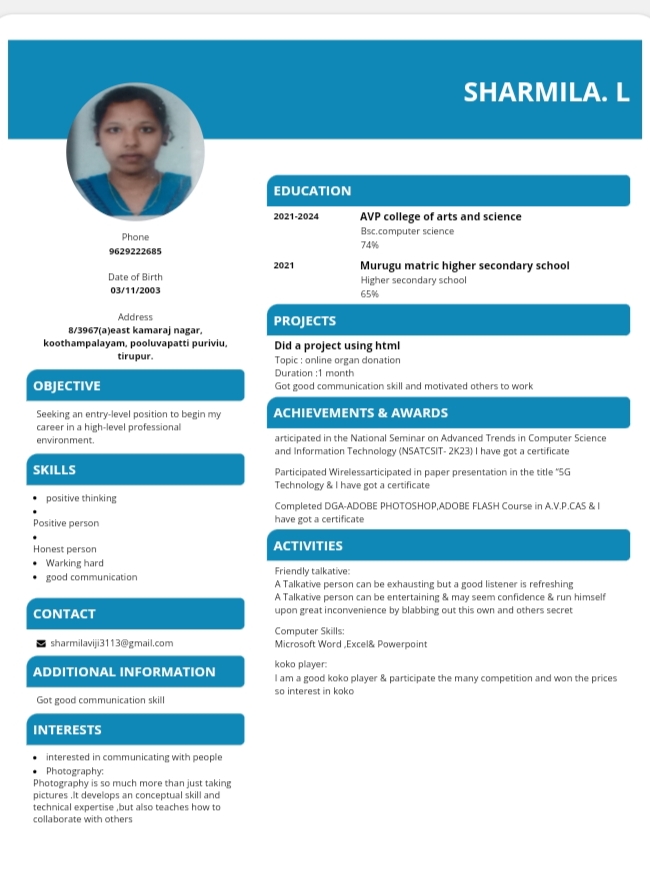 SHARMILA. L
Phone
9629222685
Date of Birth
03/11/2003
Address
8/3967(a)east kamaraj nagar,
koothampalayam, pooluvapatti puriviu,
tirupur.
OBJECTIVE
Seeking an entry-level position to begin my
career in a high-level professional
environment.
SKILLS
• positive thinking
•
Positive person
•
Honest person
• Warking hard
• good communication
CONTACT
sharmilaviji3113@gmail.com
ADDITIONAL INFORMATION
Got good communication skill
INTERESTS
• interested in communicating with people
• Photography:
Photography is so much more than just taking
pictures .It develops an conceptual skill and
technical expertise ,but also teaches how to
collaborate with others
EDUCATION
2021-2024 AVP college of arts and science
Bsc.computer science
74%
2021 Murugu matric higher secondary school
Higher secondary school
65%
PROJECTS
Did a project using html
Topic : online organ donation
Duration :1 month
Got good communication skill and motivated others to work
ACHIEVEMENTS & AWARDS
articipated in the National Seminar on Advanced Trends in Computer Science
and Information Technology (NSATCSIT- 2K23) I have got a certificate
Participated Wirelessarticipated in paper presentation in the title "5G
Technology & I have got a certificate
Completed DGA-ADOBE PHOTOSHOP,ADOBE FLASH Course in A.V.P.CAS & I
have got a certificate
ACTIVITIES
Friendly talkative:
A Talkative person can be exhausting but a good listener is refreshing
A Talkative person can be entertaining & may seem confidence & run himself
upon great inconvenience by blabbing out this own and others secret
Computer Skills:
Microsoft Word ,Excel& Powerpoint
koko player:
I am a good koko player & participate the many competition and won the prices
so interest in koko